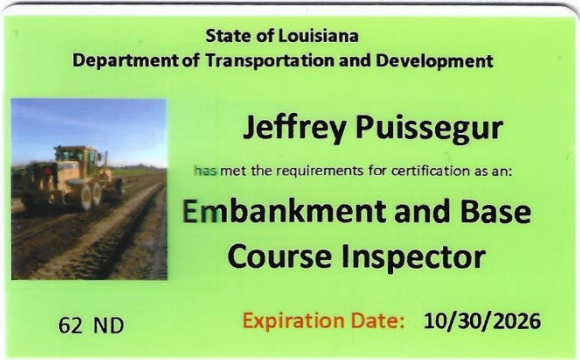 State of Louisiana
Department of Transportation and Development
Jeffrey Puissegur
has met the requirements for certification as an:
Embankment and Base
Course Inspector
62 ND
Expiration Date: 10/30/2026